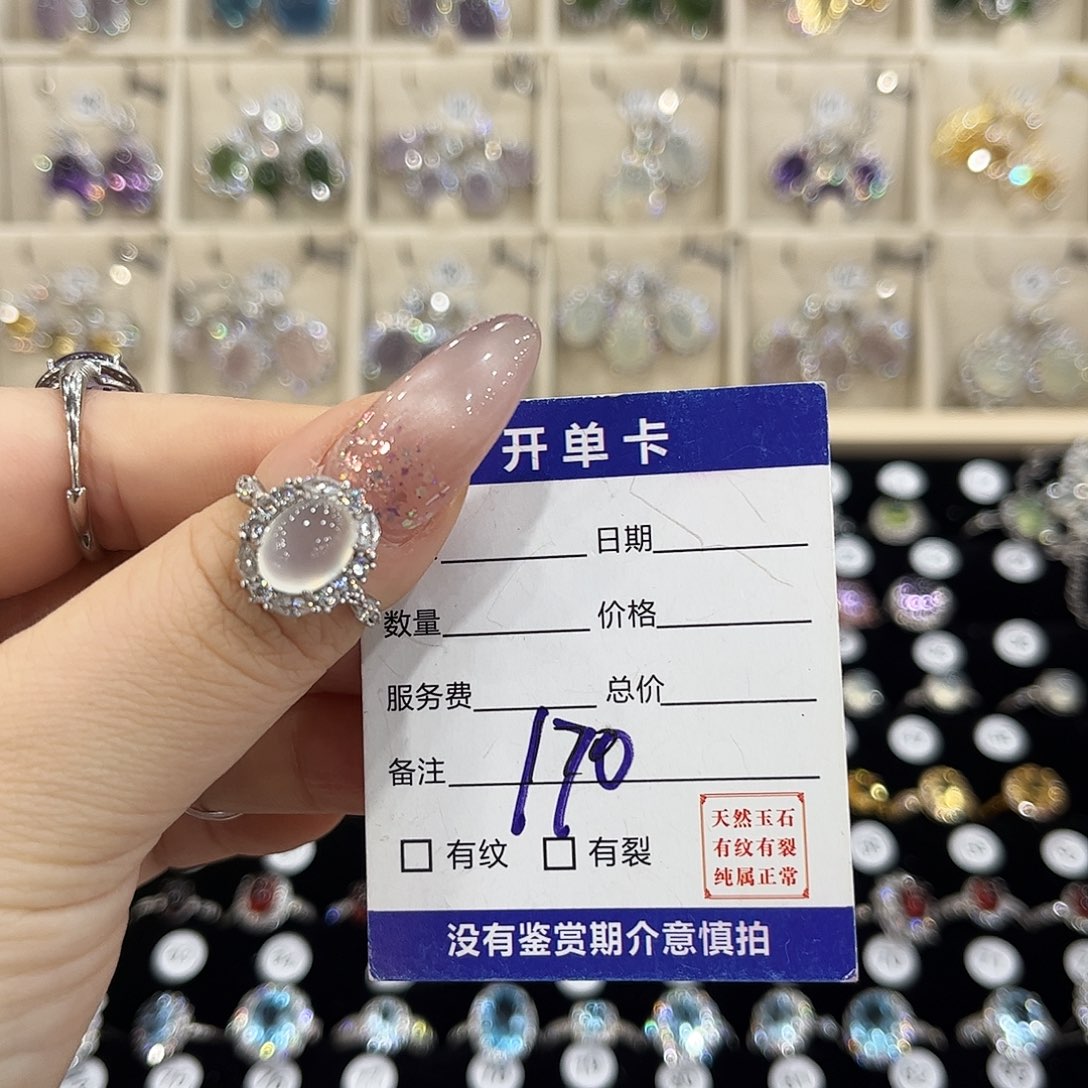 开单卡
日期
数量 价格
服务费 总价
备注 170
有纹 有裂
天然玉石
有纹有裂
纯属正常
没有鉴赏期介意慎拍